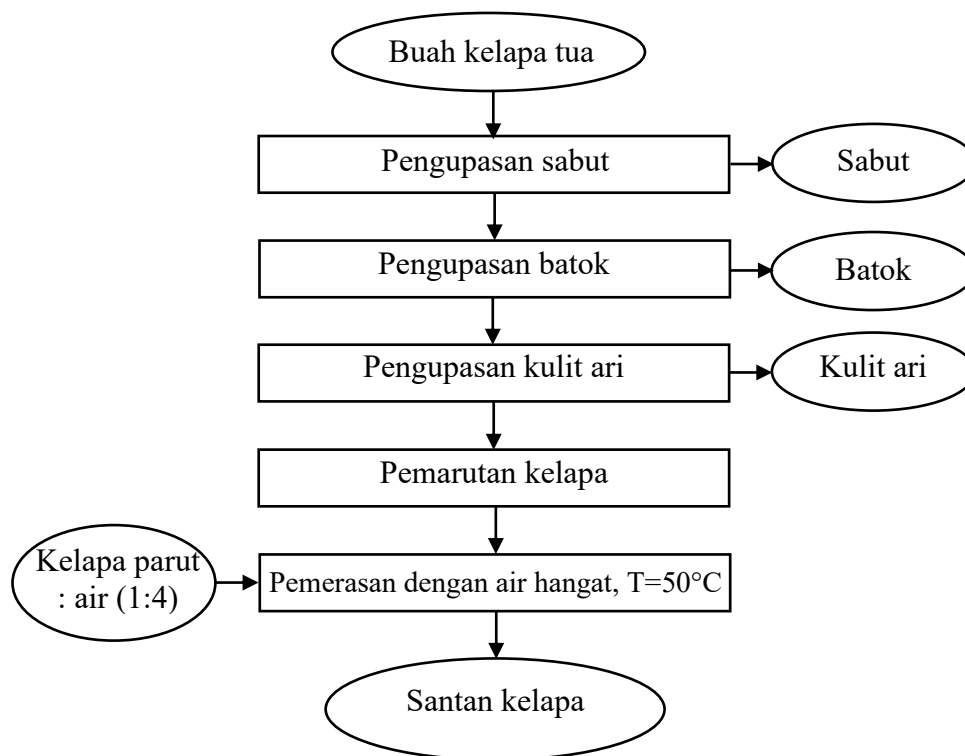 Buah kelapa tua
Pengupasan sabut
Sabut
Pengupasan batok
Batok
Pengupasan kulit ari
Kulit ari
Pemarutan kelapa
Kelapa parut
: air (1:4)
Pemerasan dengan air hangat, T=50°C
Santan kelapa